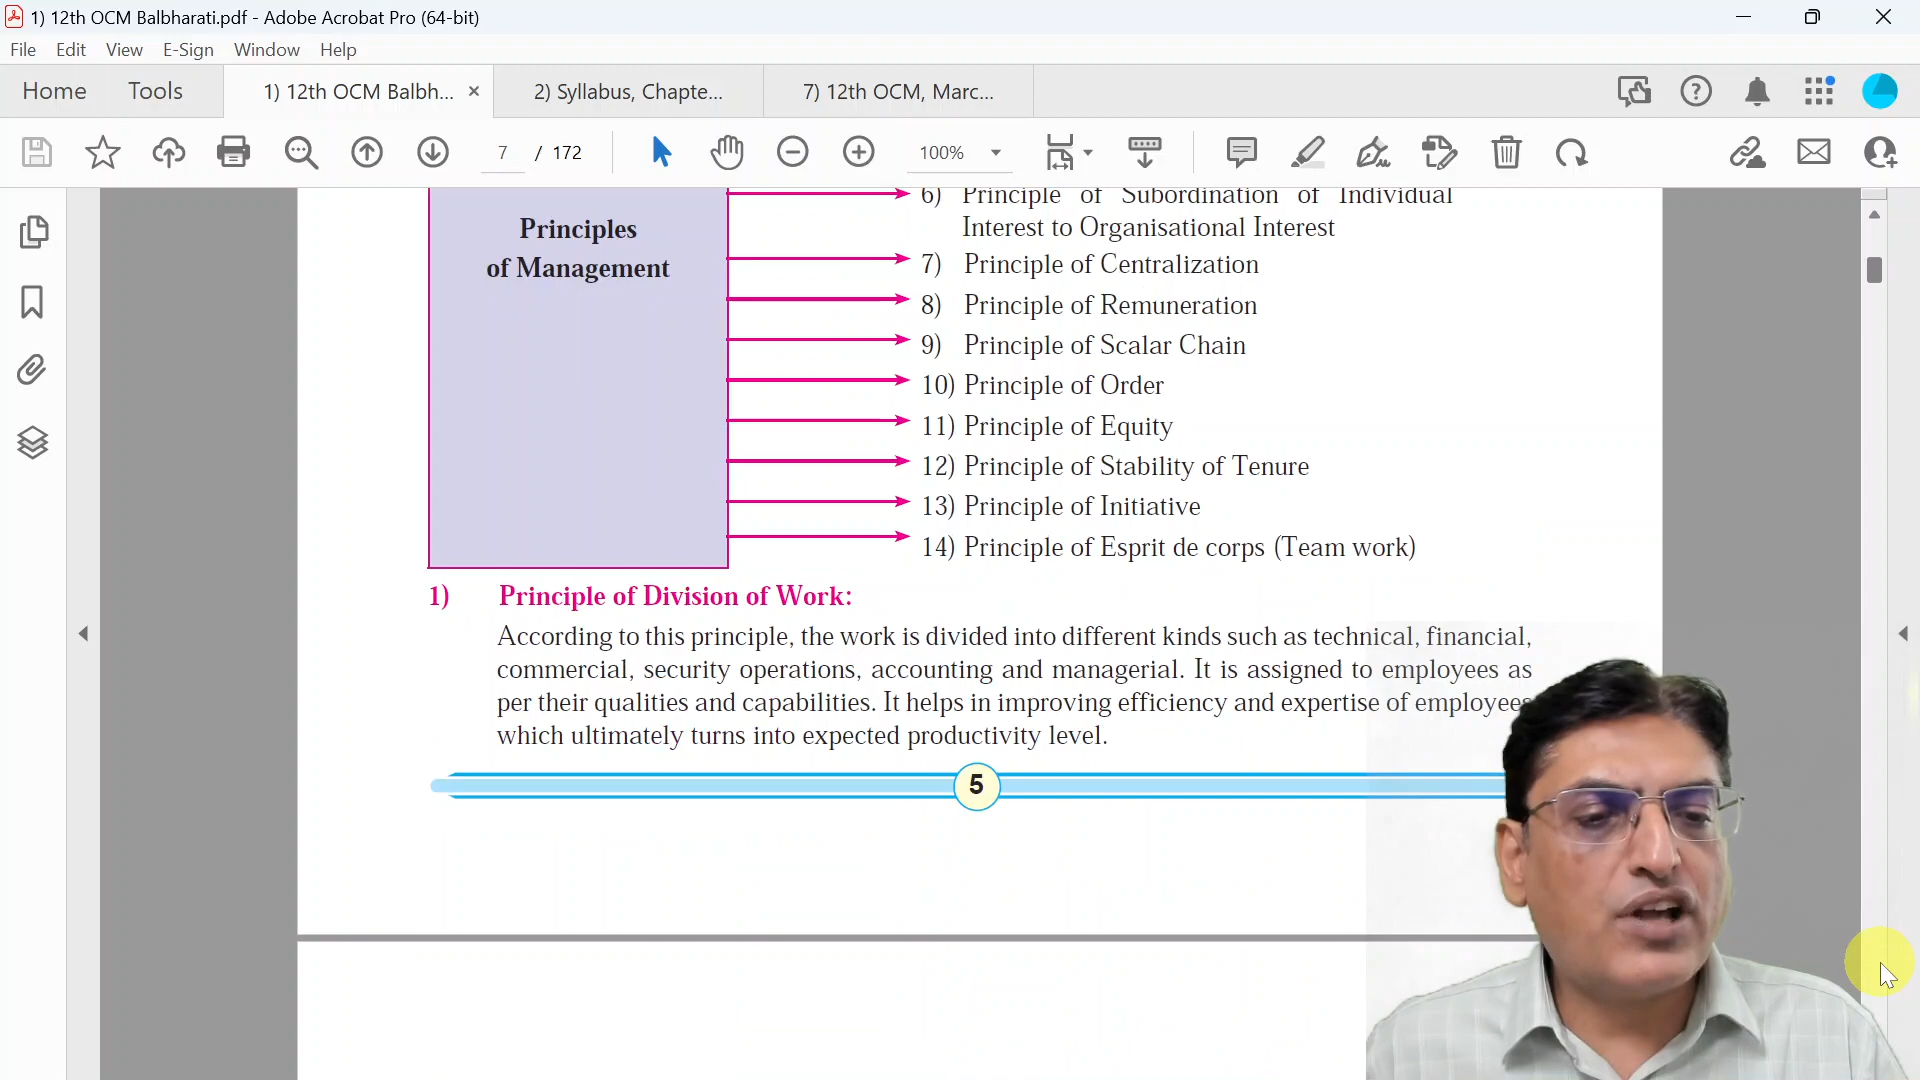 1) 12th OCM Balbharati.pdf - Adobe Acrobat Pro (64-bit)
File Edit View E-Sign Window Help
Home Tools 1) 12th OCM Balbh... 2) Syllabus, Chapte... 7) 12th OCM, Marc...
7 / 172 100%
6) Principle of Subordination of Individual
Interest to Organisational Interest
Principles
of Management
7) Principle of Centralization
8) Principle of Remuneration
9) Principle of Scalar Chain
10) Principle of Order
11) Principle of Equity
12) Principle of Stability of Tenure
13) Principle of Initiative
14) Principle of Esprit de corps (Team work)
1) Principle of Division of Work:
According to this principle, the work is divided into different kinds such as technical, financial,
commercial, security operations, accounting and managerial. It is assigned to employees as
per their qualities and capabilities. It helps in improving efficiency and expertise of employees
which ultimately turns into expected productivity level.
5